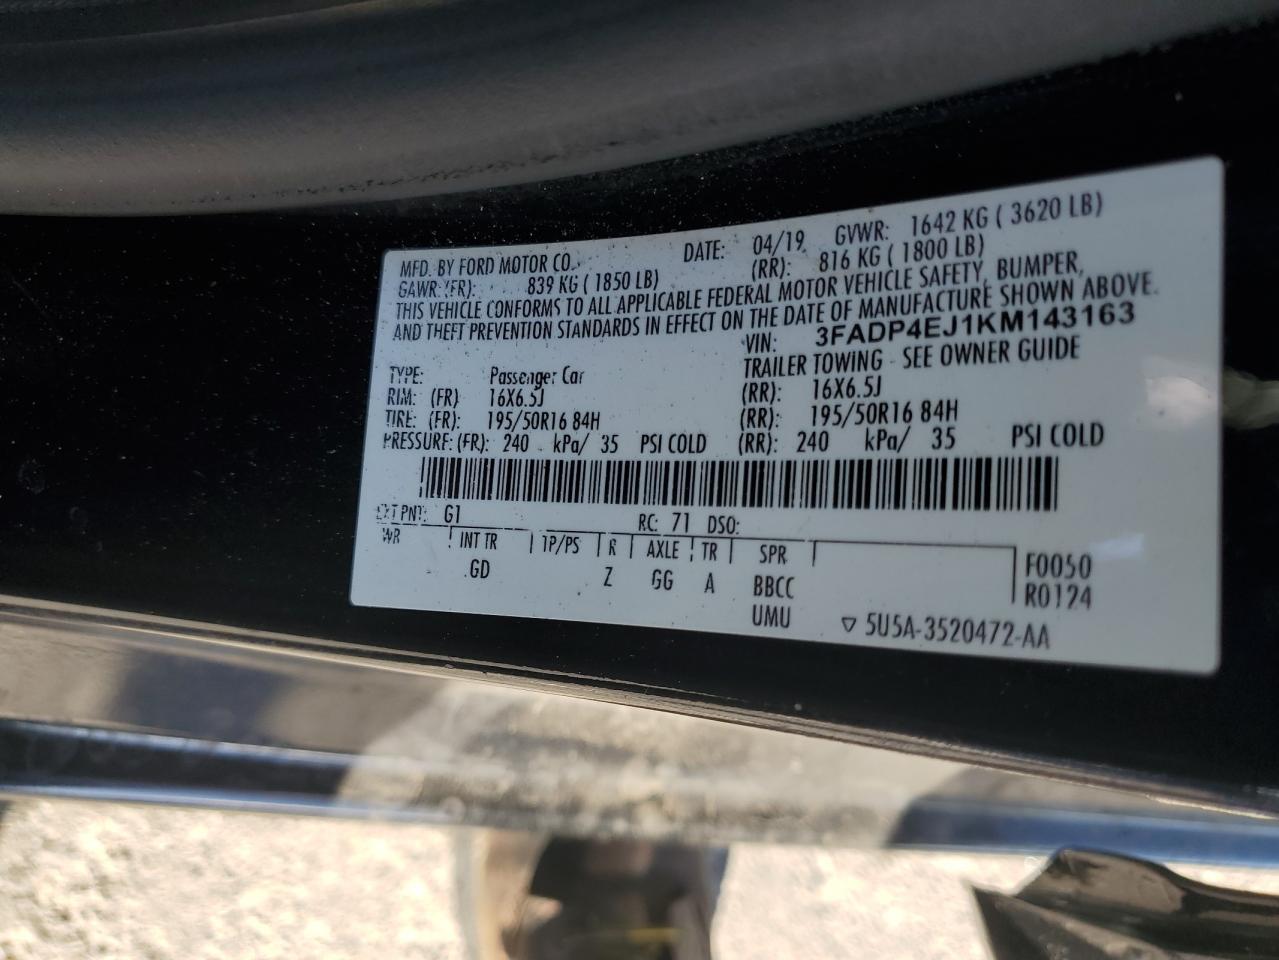 MFD. BY FORD MOTOR CO. DATE: 04/19 GVWR: 1642 KG ( 3620 LB)
GAWR:(FR): 839 KG ( 1850 LB) (RR): 816 KG ( 1800 LB)
THIS VEHICLE CONFORMS TO ALL APPLICABLE FEDERAL MOTOR VEHICLE SAFETY, BUMPER,
AND THEFT PREVENTION STANDARDS IN EFFECT ON THE DATE OF MANUFACTURE SHOWN ABOVE.
VIN: 3FADP4EJ1KM143163
TYPE: Passenger Car TRAILER TOWING - SEE OWNER GUIDE
RIM: (FR) 16X6.5J (RR): 16X6.5J
TIRE: (FR): 195/50R16 84H (RR): 195/50R16 84H
PRESSURE: (FR): 240 kPa/ 35 PSI COLD (RR): 240 kPa/ 35 PSI COLD
EXT PNT: G1 RC: 71 DSO:
WR INT TR TP/PS R AXLE TR SPR F0050
GD Z GG A BBCC R0124
UMU ▽ 5U5A-3520472-AA